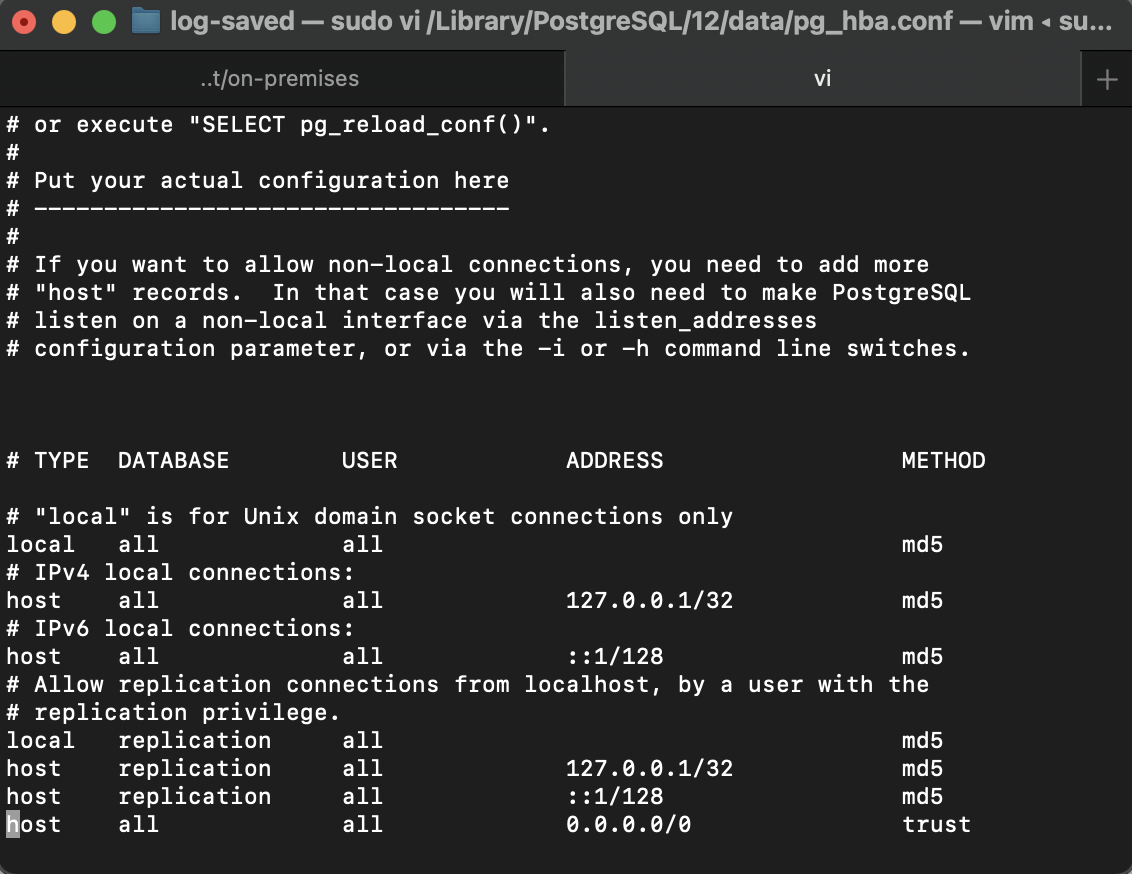 log-saved — sudo vi /Library/PostgreSQL/12/data/pg_hba.conf — vim ◂ su...
..t/on-premises vi +
# or execute "SELECT pg_reload_conf()".
#
# Put your actual configuration here
# ----------------------------------
#
# If you want to allow non-local connections, you need to add more
# "host" records.  In that case you will also need to make PostgreSQL
# listen on a non-local interface via the listen_addresses
# configuration parameter, or via the -i or -h command line switches.
# TYPE  DATABASE        USER            ADDRESS                 METHOD
# "local" is for Unix domain socket connections only
local   all             all                                     md5
# IPv4 local connections:
host    all             all             127.0.0.1/32            md5
# IPv6 local connections:
host    all             all             ::1/128                 md5
# Allow replication connections from localhost, by a user with the
# replication privilege.
local   replication     all                                     md5
host    replication     all             127.0.0.1/32            md5
host    replication     all             ::1/128                 md5
host    all             all             0.0.0.0/0               trust